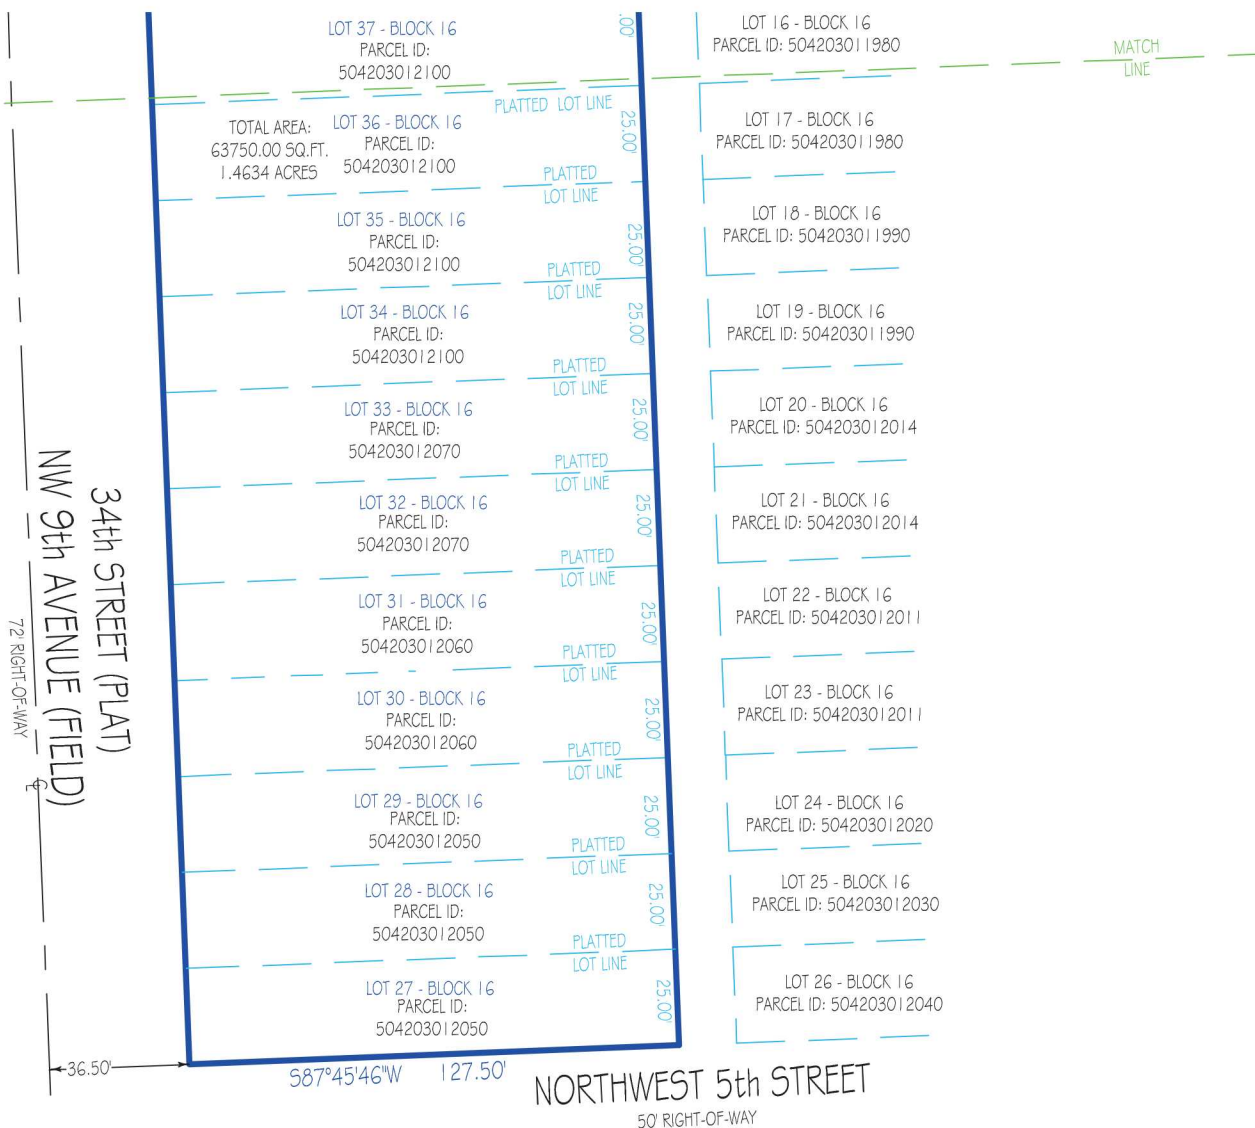 LOT 37 - BLOCK 16
PARCEL ID:
504203012100
.00'
LOT 16 - BLOCK 16
PARCEL ID: 504203011980
MATCH
LINE
PLATTED LOT LINE
TOTAL AREA:
63750.00 SQ.FT.
1.4634 ACRES
LOT 36 - BLOCK 16
PARCEL ID:
504203012100
25.00'
LOT 17 - BLOCK 16
PARCEL ID: 504203011980
PLATTED
LOT LINE
LOT 35 - BLOCK 16
PARCEL ID:
504203012100
25.00'
LOT 18 - BLOCK 16
PARCEL ID: 504203011990
PLATTED
LOT LINE
LOT 34 - BLOCK 16
PARCEL ID:
504203012100
25.00'
LOT 19 - BLOCK 16
PARCEL ID: 504203011990
PLATTED
LOT LINE
LOT 33 - BLOCK 16
PARCEL ID:
504203012070
25.00'
LOT 20 - BLOCK 16
PARCEL ID: 504203012014
PLATTED
LOT LINE
LOT 32 - BLOCK 16
PARCEL ID:
504203012070
25.00'
LOT 21 - BLOCK 16
PARCEL ID: 504203012014
PLATTED
LOT LINE
LOT 31 - BLOCK 16
PARCEL ID:
504203012060
25.00'
LOT 22 - BLOCK 16
PARCEL ID: 504203012011
PLATTED
LOT LINE
LOT 30 - BLOCK 16
PARCEL ID:
504203012060
25.00'
LOT 23 - BLOCK 16
PARCEL ID: 504203012011
PLATTED
LOT LINE
LOT 29 - BLOCK 16
PARCEL ID:
504203012050
25.00'
LOT 24 - BLOCK 16
PARCEL ID: 504203012020
PLATTED
LOT LINE
LOT 28 - BLOCK 16
PARCEL ID:
504203012050
25.00'
LOT 25 - BLOCK 16
PARCEL ID: 504203012030
PLATTED
LOT LINE
LOT 27 - BLOCK 16
PARCEL ID:
504203012050
25.00'
LOT 26 - BLOCK 16
PARCEL ID: 504203012040
34th STREET (PLAT)
NW 9th AVENUE (FIELD)
72' RIGHT-OF-WAY
℄
36.50'
S87°45'46"W 127.50'
NORTHWEST 5th STREET
50' RIGHT-OF-WAY